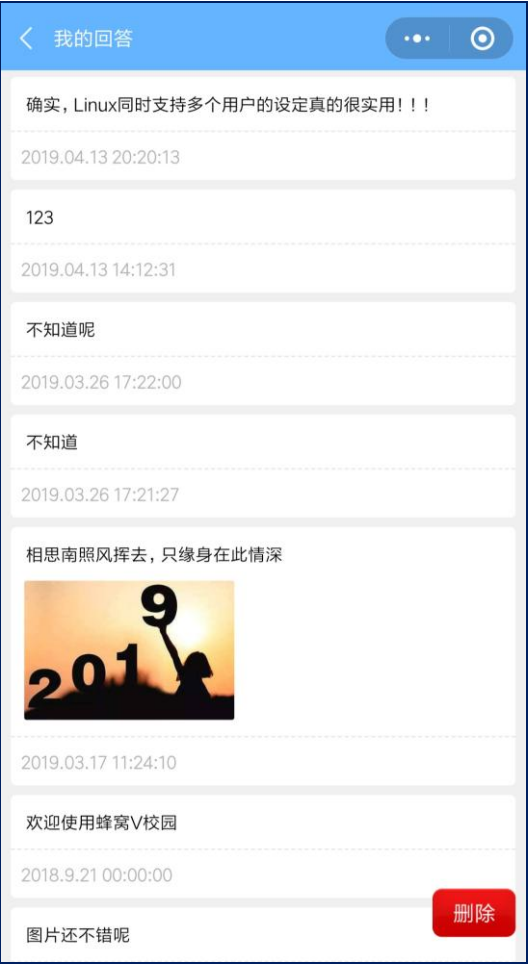 我的回答
确实，Linux同时支持多个用户的设定真的很实用！！！
2019.04.13 20:20:13
123
2019.04.13 14:12:31
不知道呢
2019.03.26 17:22:00
不知道
2019.03.26 17:21:27
相思南照风挥去，只缘身在此情深
2019
2019.03.17 11:24:10
欢迎使用蜂窝V校园
2018.9.21 00:00:00
图片还不错呢
删除